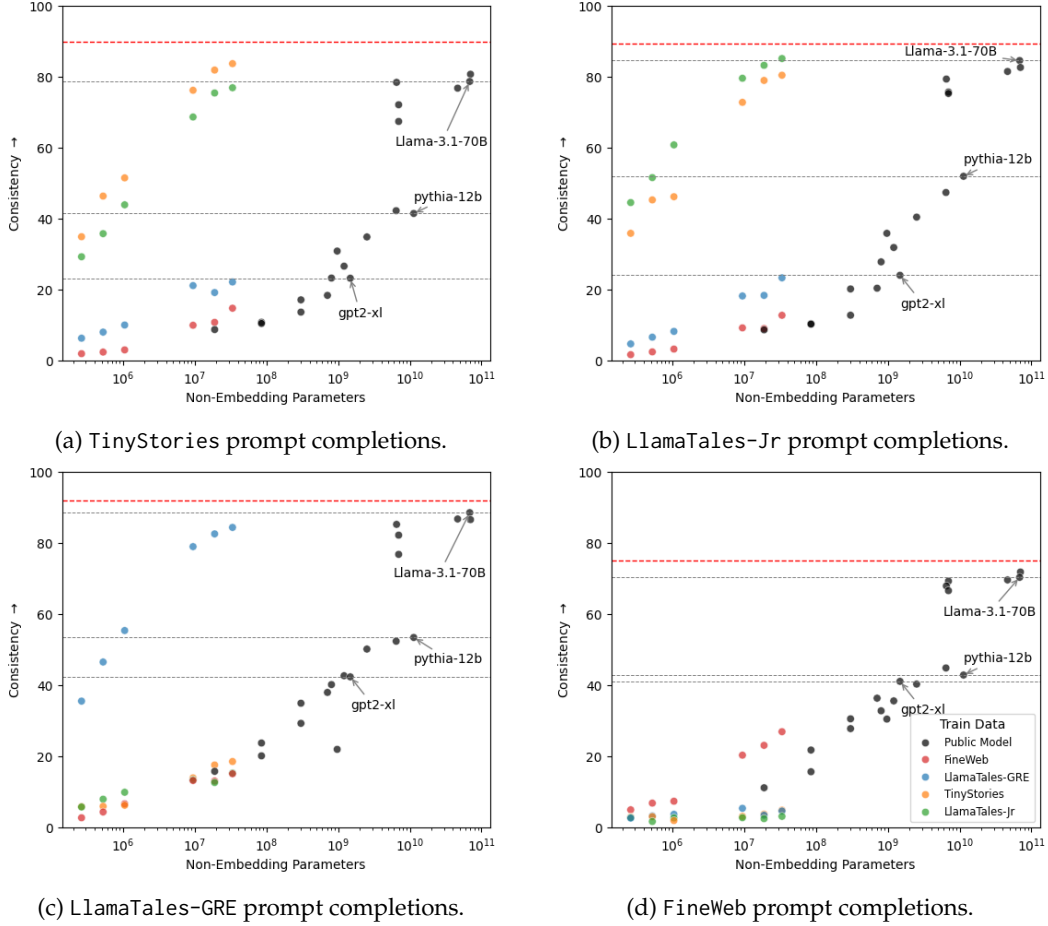 100
80
60
40
20
0
Consistency →
Llama-3.1-70B
pythia-12b
gpt2-xl
10^6 10^7 10^8 10^9 10^10 10^11
Non-Embedding Parameters
(a) TinyStories prompt completions.
100
80
60
40
20
0
Consistency →
Llama-3.1-70B
pythia-12b
gpt2-xl
10^6 10^7 10^8 10^9 10^10 10^11
Non-Embedding Parameters
(b) LlamaTales-Jr prompt completions.
100
80
60
40
20
0
Consistency →
Llama-3.1-70B
pythia-12b
gpt2-xl
10^6 10^7 10^8 10^9 10^10 10^11
Non-Embedding Parameters
(c) LlamaTales-GRE prompt completions.
100
80
60
40
20
0
Consistency →
Llama-3.1-70B
pythia-12b
gpt2-xl
Train Data
Public Model
FineWeb
LlamaTales-GRE
TinyStories
LlamaTales-Jr
10^6 10^7 10^8 10^9 10^10 10^11
Non-Embedding Parameters
(d) FineWeb prompt completions.